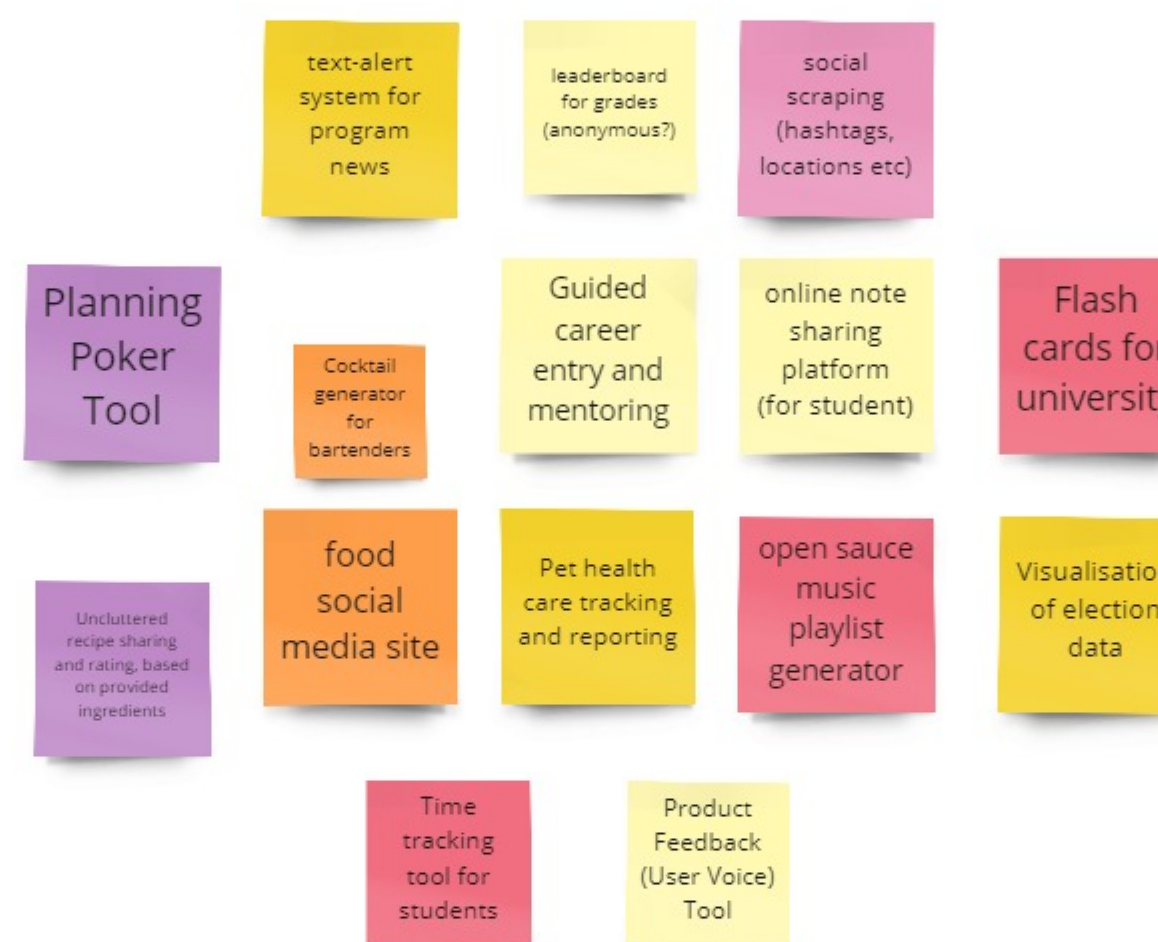 text-alert
system for
program
news
leaderboard
for grades
(anonymous?)
social
scraping
(hashtags,
locations etc)
Planning
Poker
Tool
Cocktail
generator
for
bartenders
Guided
career
entry and
mentoring
online note
sharing
platform
(for student)
Flash
cards for
universit
Uncluttered
recipe sharing
and rating, based
on provided
ingredients
food
social
media site
Pet health
care tracking
and reporting
open sauce
music
playlist
generator
Visualisation
of election
data
Time
tracking
tool for
students
Product
Feedback
(User Voice)
Tool